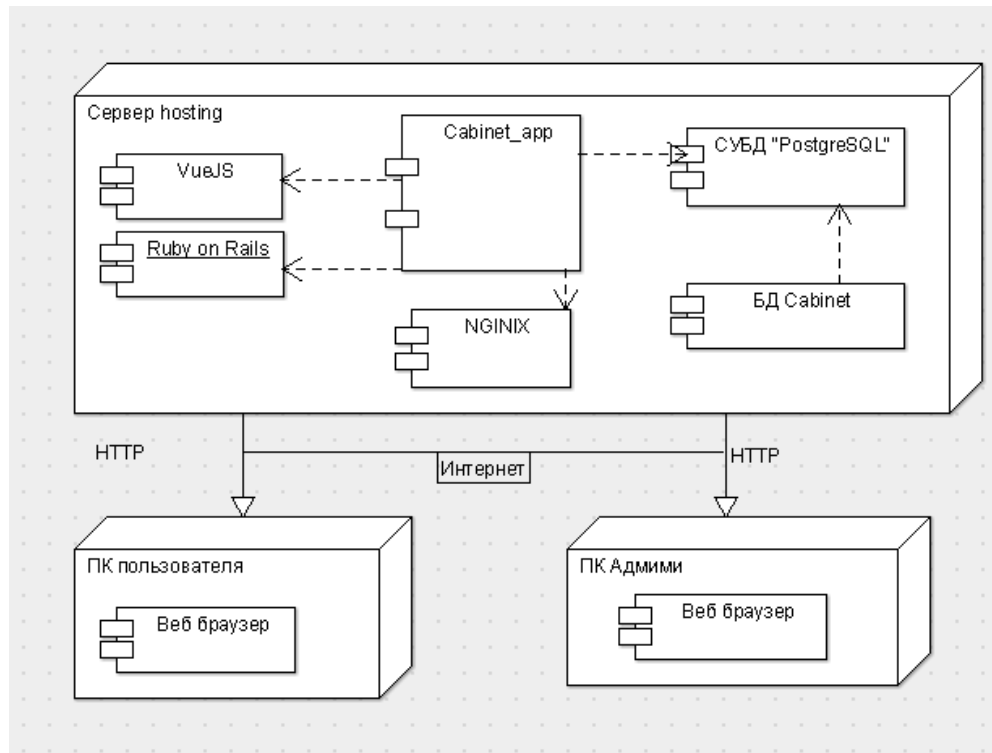 Сервер hosting
Cabinet_app
СУБД "PostgreSQL"
VueJS
Ruby on Rails
БД Cabinet
NGINIX
HTTP
HTTP
Интернет
ПК пользователя
ПК Адмими
Веб браузер
Веб браузер